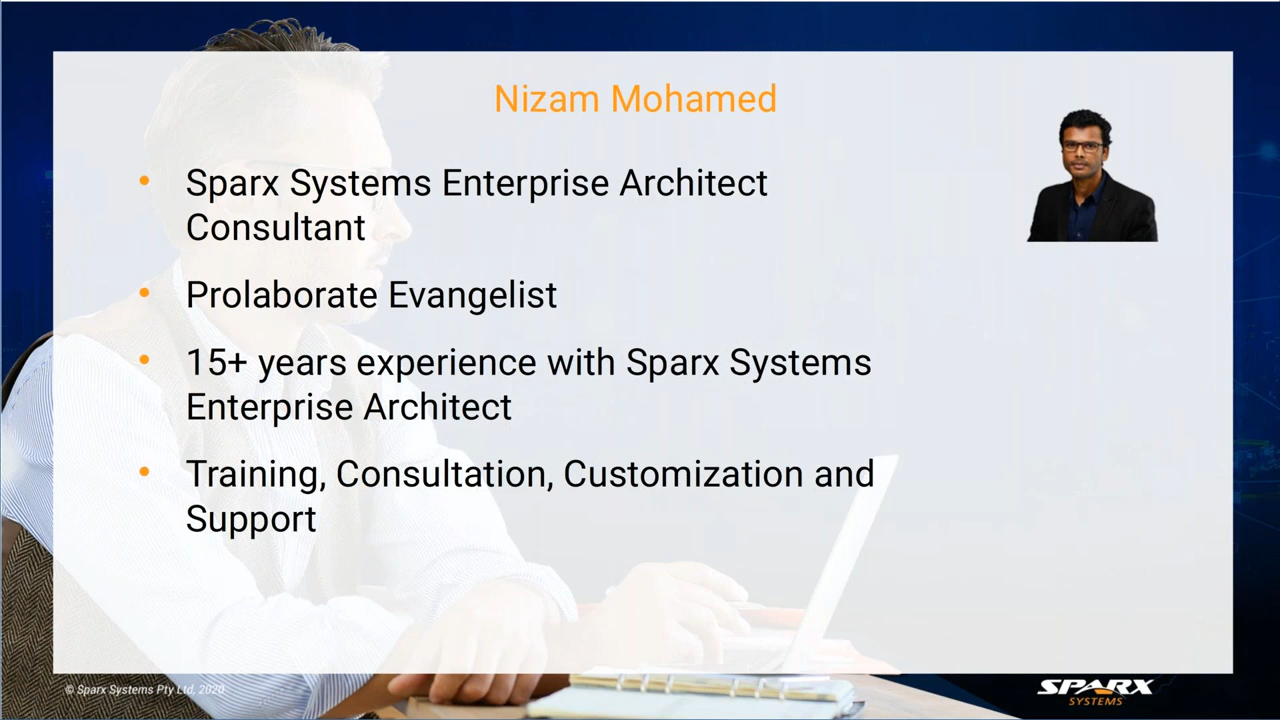 Nizam Mohamed
• Sparx Systems Enterprise Architect
Consultant
• Prolaborate Evangelist
• 15+ years experience with Sparx Systems
Enterprise Architect
• Training, Consultation, Customization and
Support
© Sparx Systems Pty Ltd, 2020
SPARX
SYSTEMS